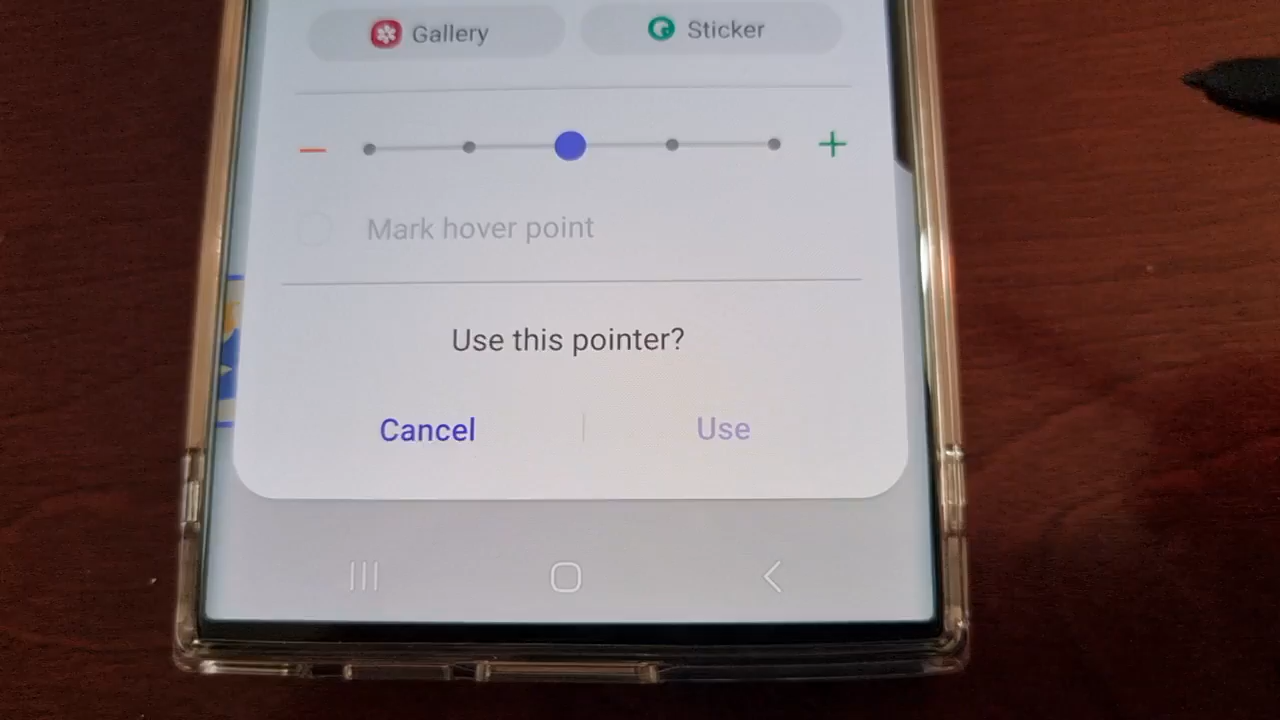 Gallery Sticker
Mark hover point
Use this pointer?
Cancel Use